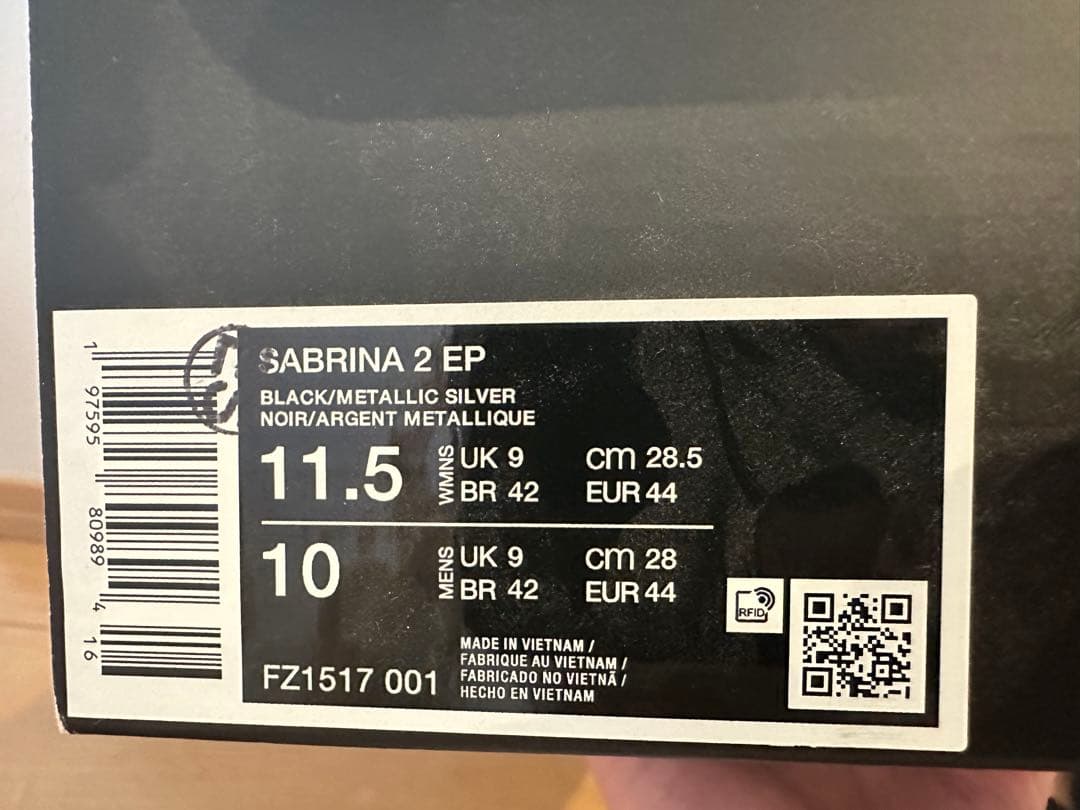 SABRINA 2 EP
BLACK/METALLIC SILVER
NOIR/ARGENT METALLIQUE
11.5 WMNS UK 9 cm 28.5
BR 42 EUR 44
10 MENS UK 9 cm 28
BR 42 EUR 44
RFID
MADE IN VIETNAM /
FABRIQUE AU VIETNAM /
FABRICADO NO VIETNÃ /
HECHO EN VIETNAM
FZ1517 001
1 97595 80989 4 16